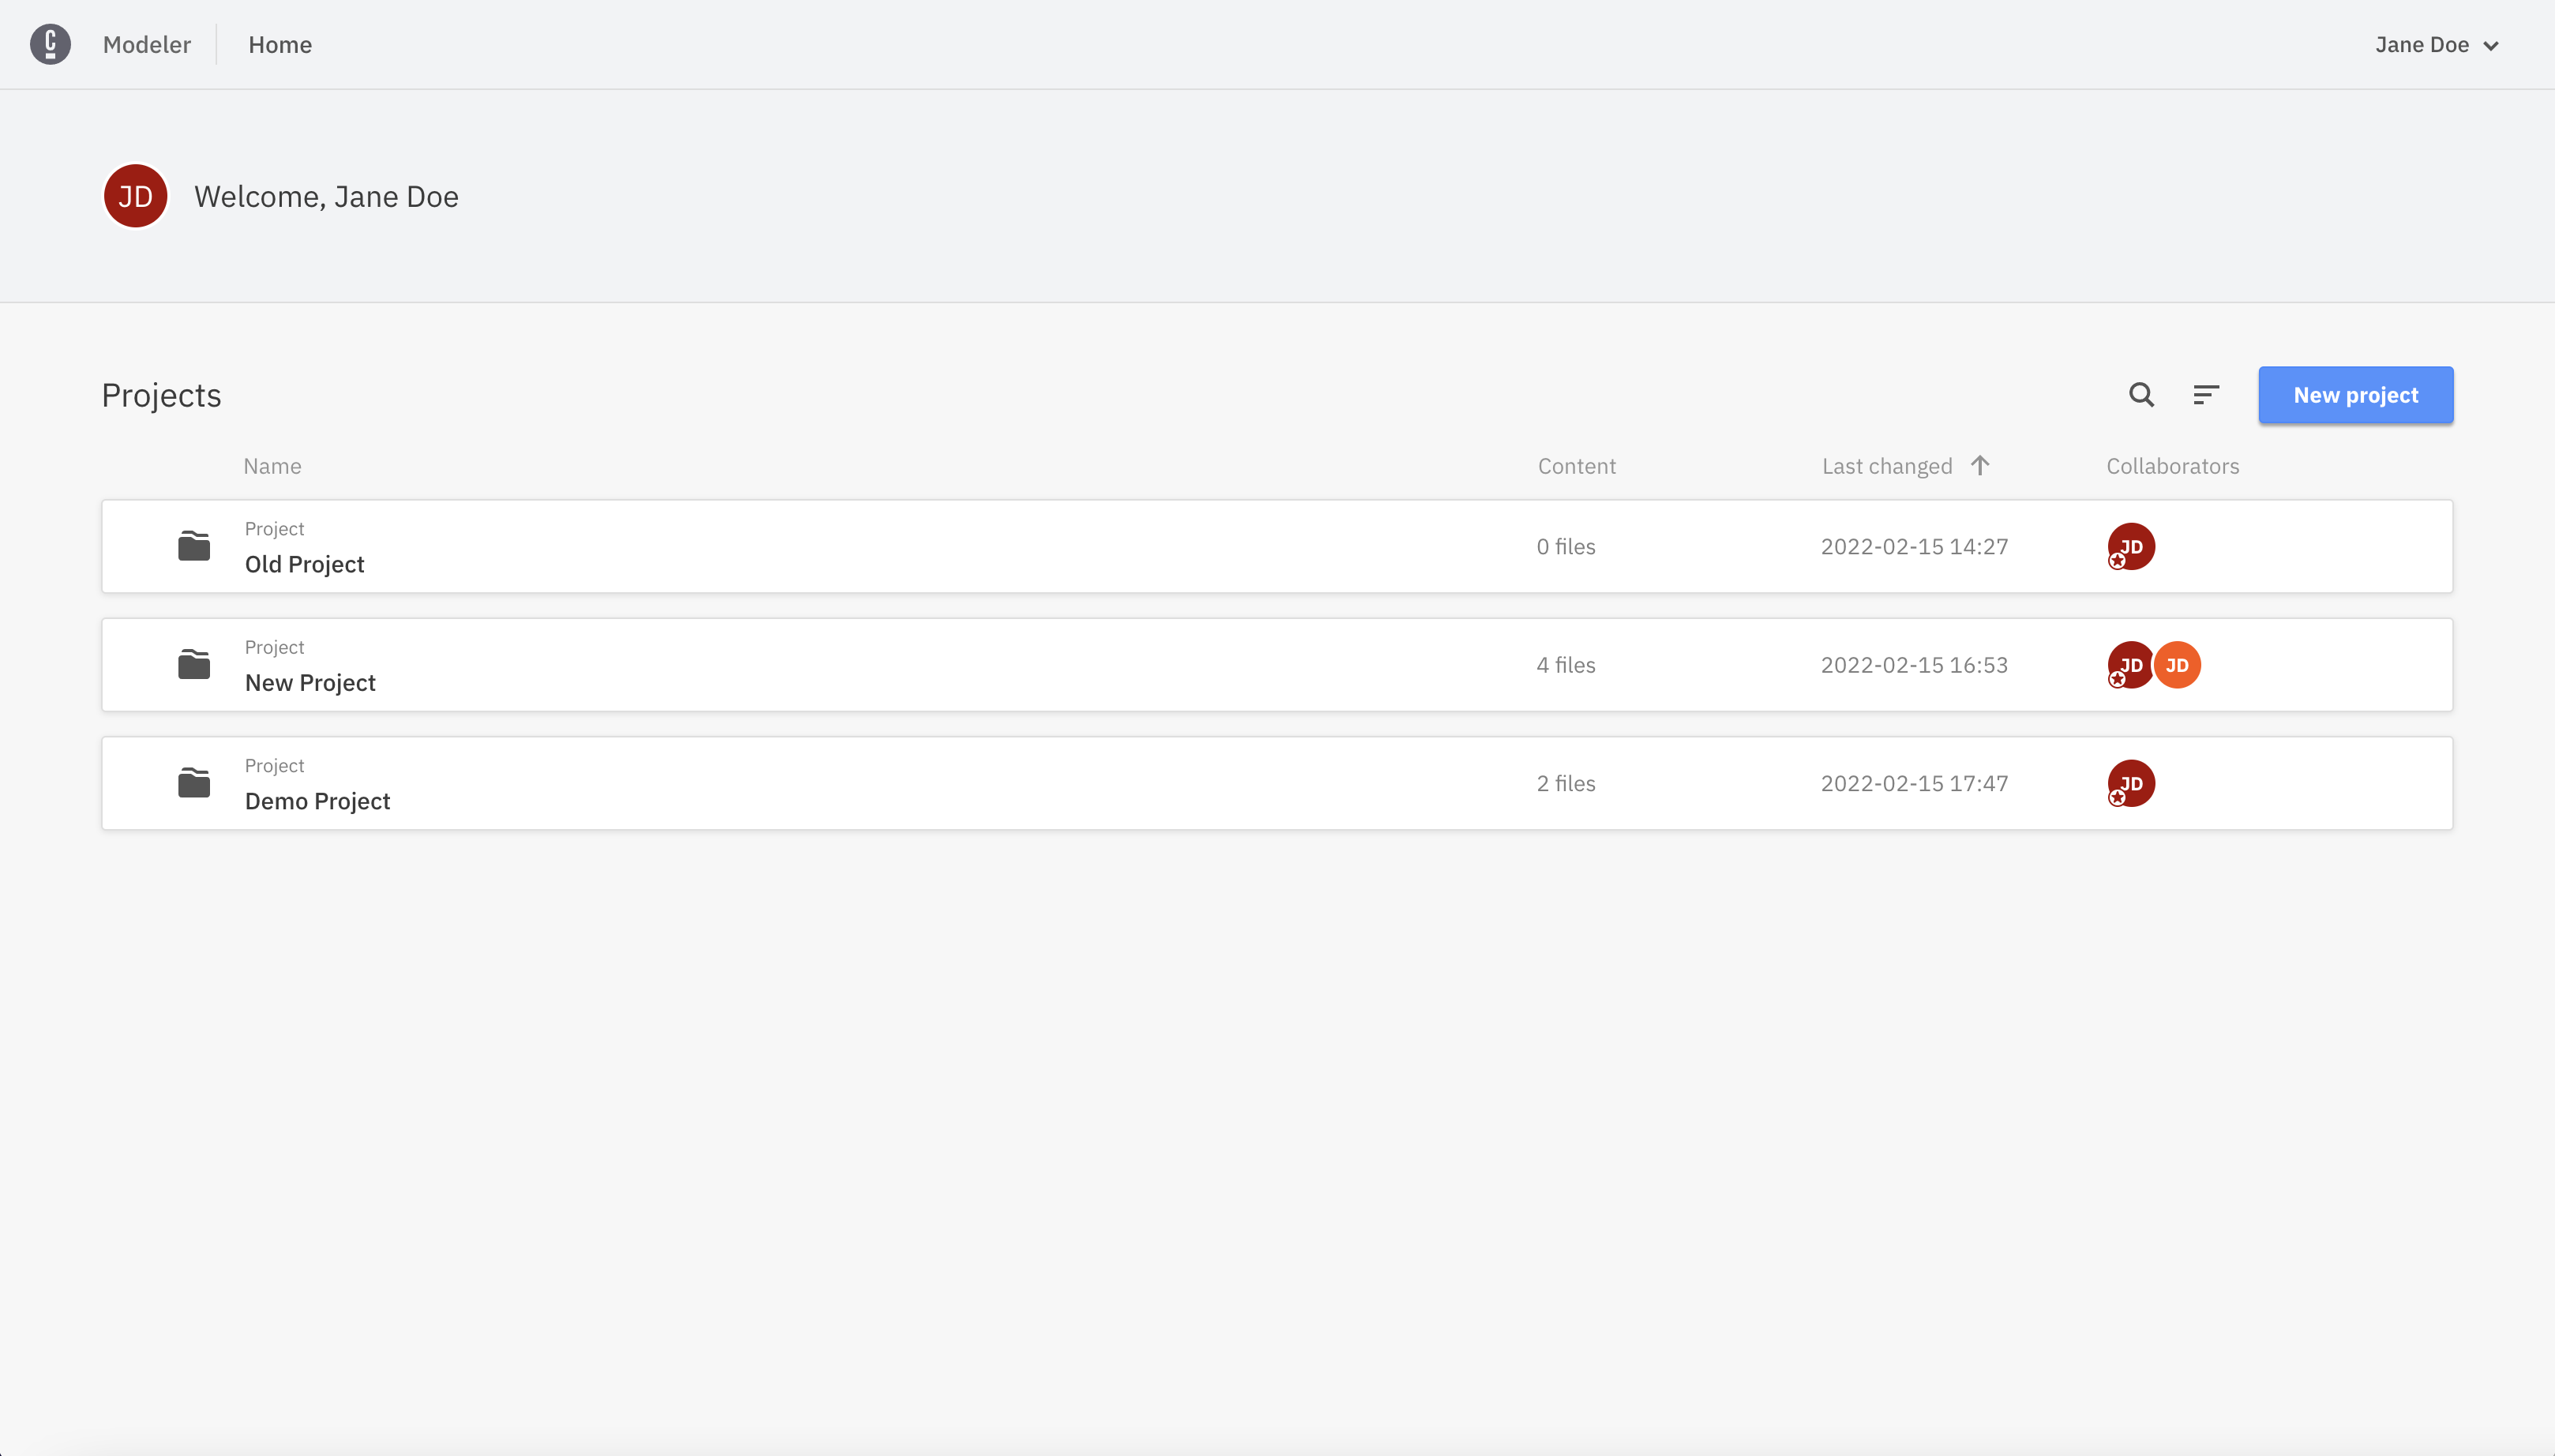 C Modeler Home Jane Doe
JD Welcome, Jane Doe
Projects New project
Name Content Last changed Collaborators
Project
Old Project 0 files 2022-02-15 14:27 JD
Project
New Project 4 files 2022-02-15 16:53 JD JD
Project
Demo Project 2 files 2022-02-15 17:47 JD